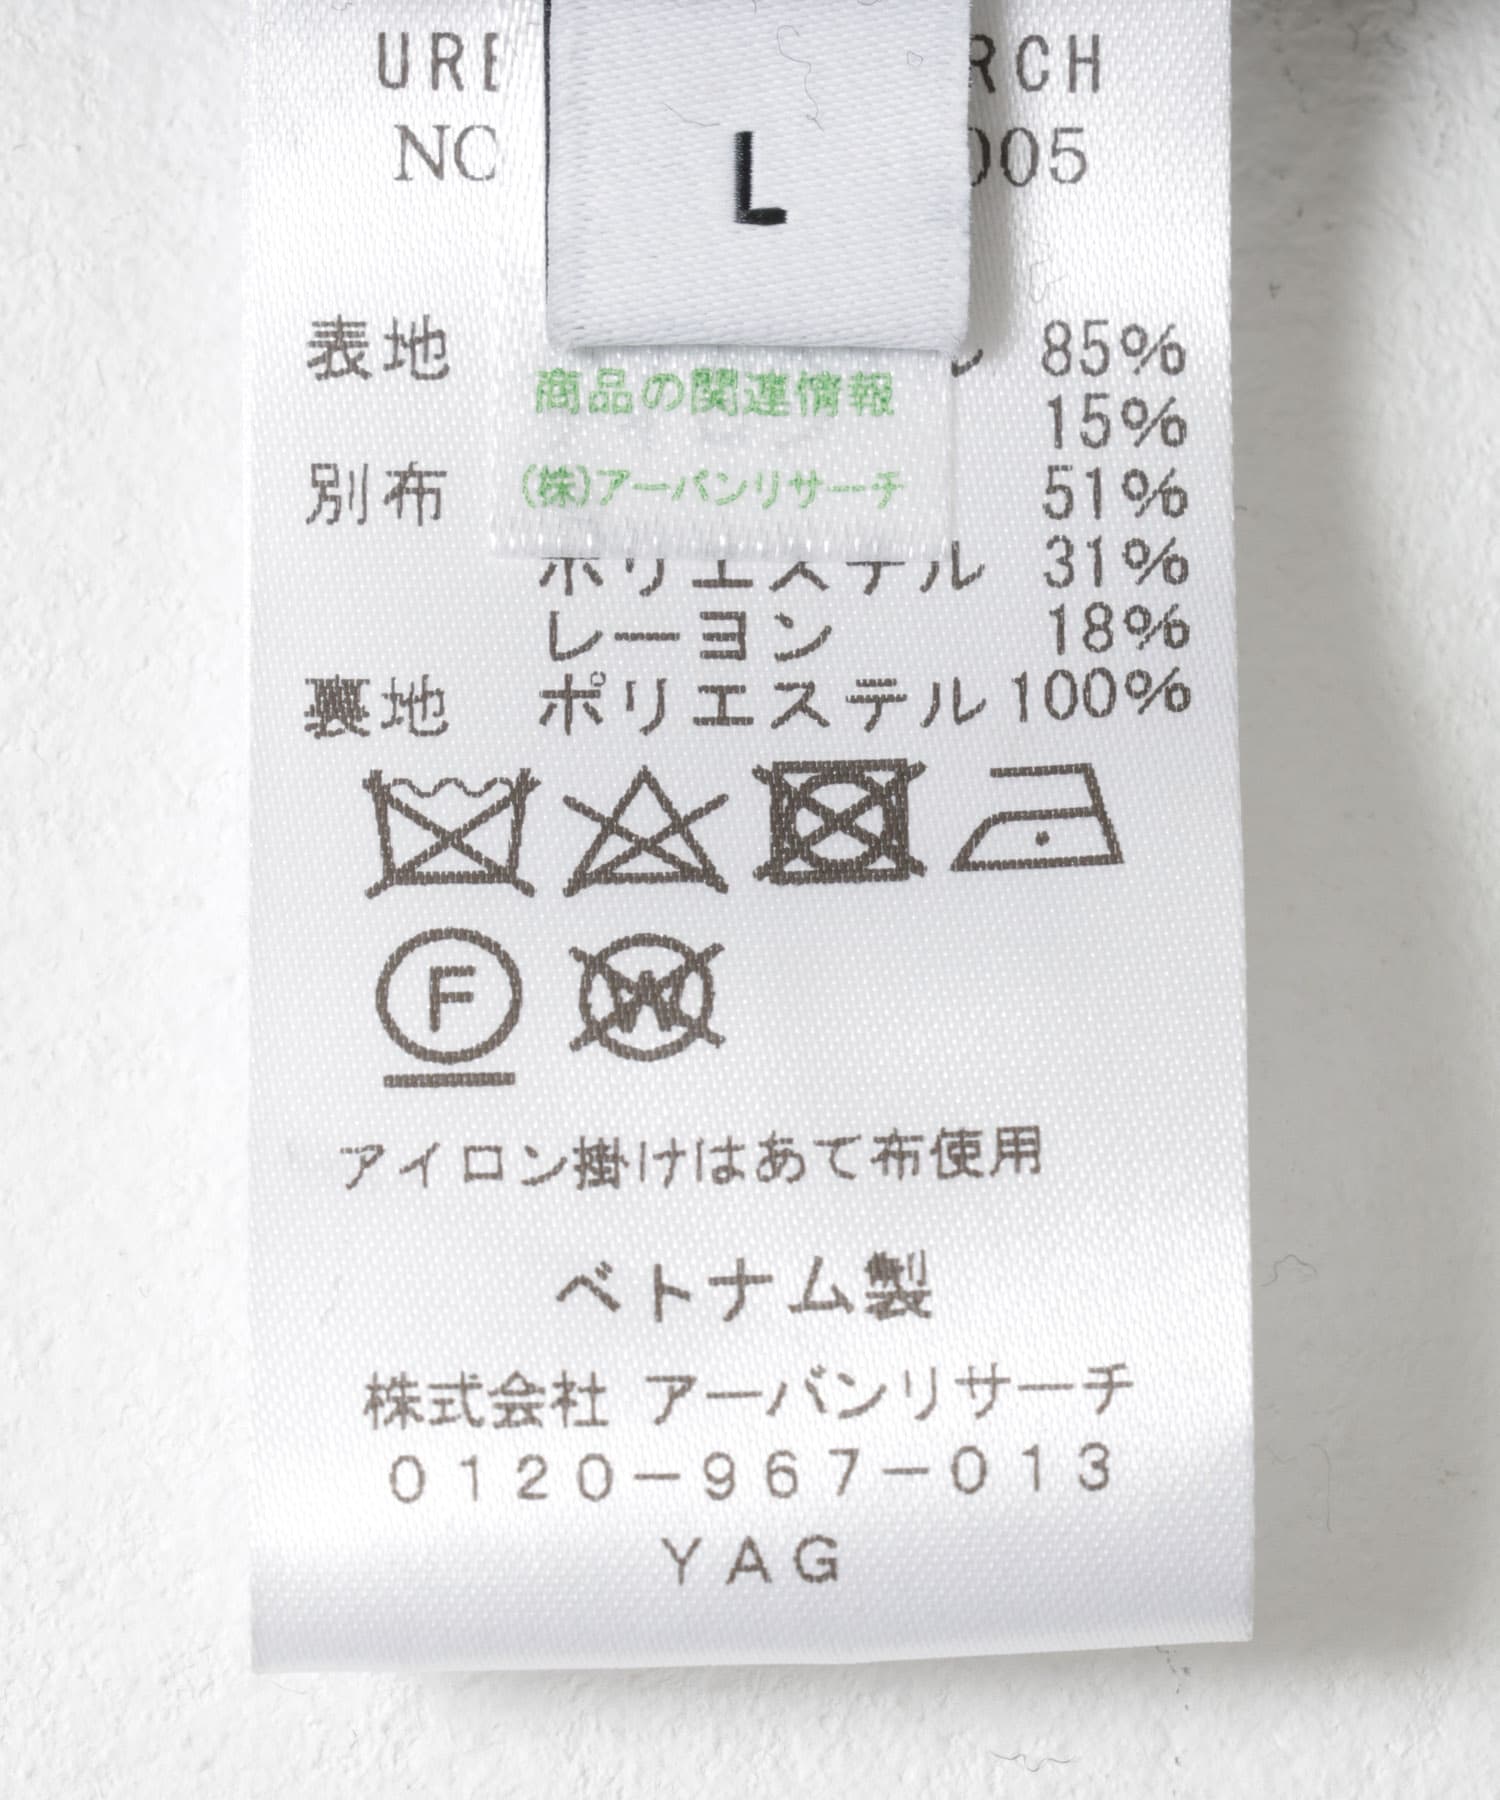 L
表地 85%
15%
別布 51%
ポリエステル 31%
レーヨン 18%
裏地 ポリエステル 100%
商品の関連情報
(株)アーバンリサーチ
F
W
アイロン掛けはあて布使用
ベトナム製
株式会社 アーバンリサーチ
0120-967-013
YAG